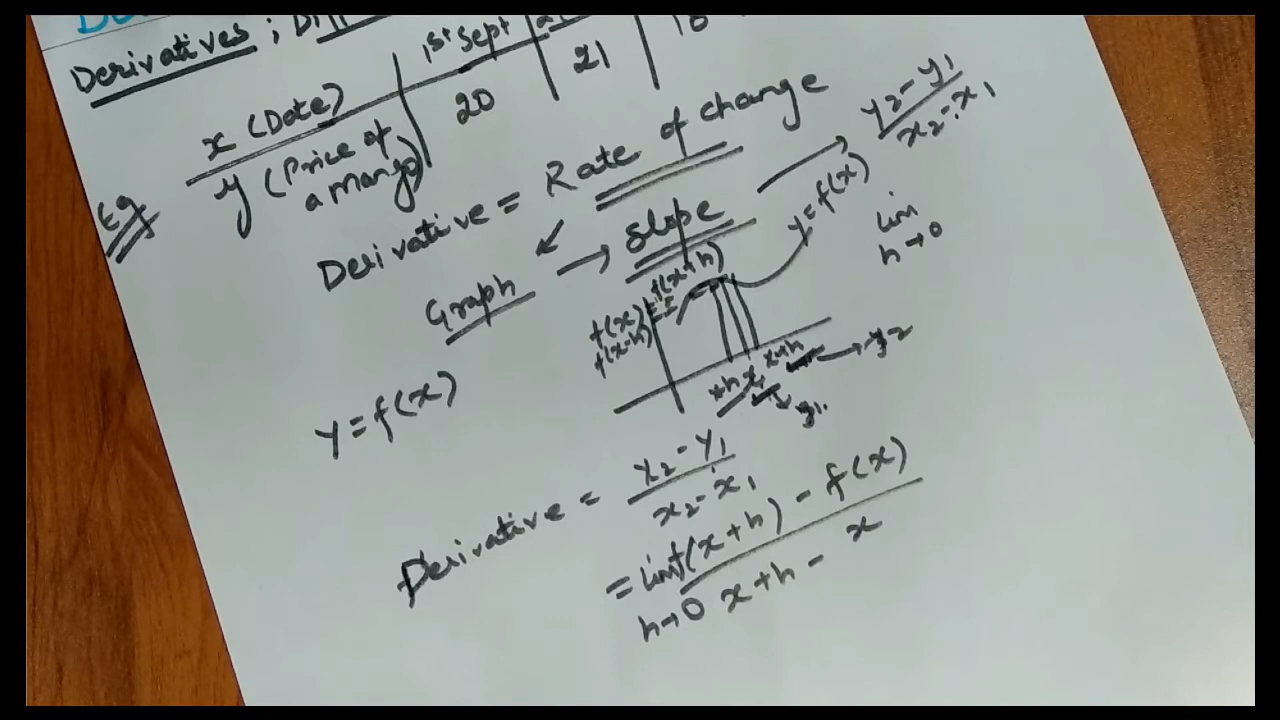 Derivatives ;
x (Date) 1st Sept
y (Price of a Mango) 20 21 18
Eg.
Derivative = Rate of change
Graph → Slope → y2 - y1 / x2 - x1
lim h→0
y = f(x)
f(x+h)
f(x)
f(x-h)
x-h x x+h → y2
↓ y1
y = f(x)
Derivative = y2 - y1 / x2 - x1
= lim h→0 f(x+h) - f(x) / x+h - x